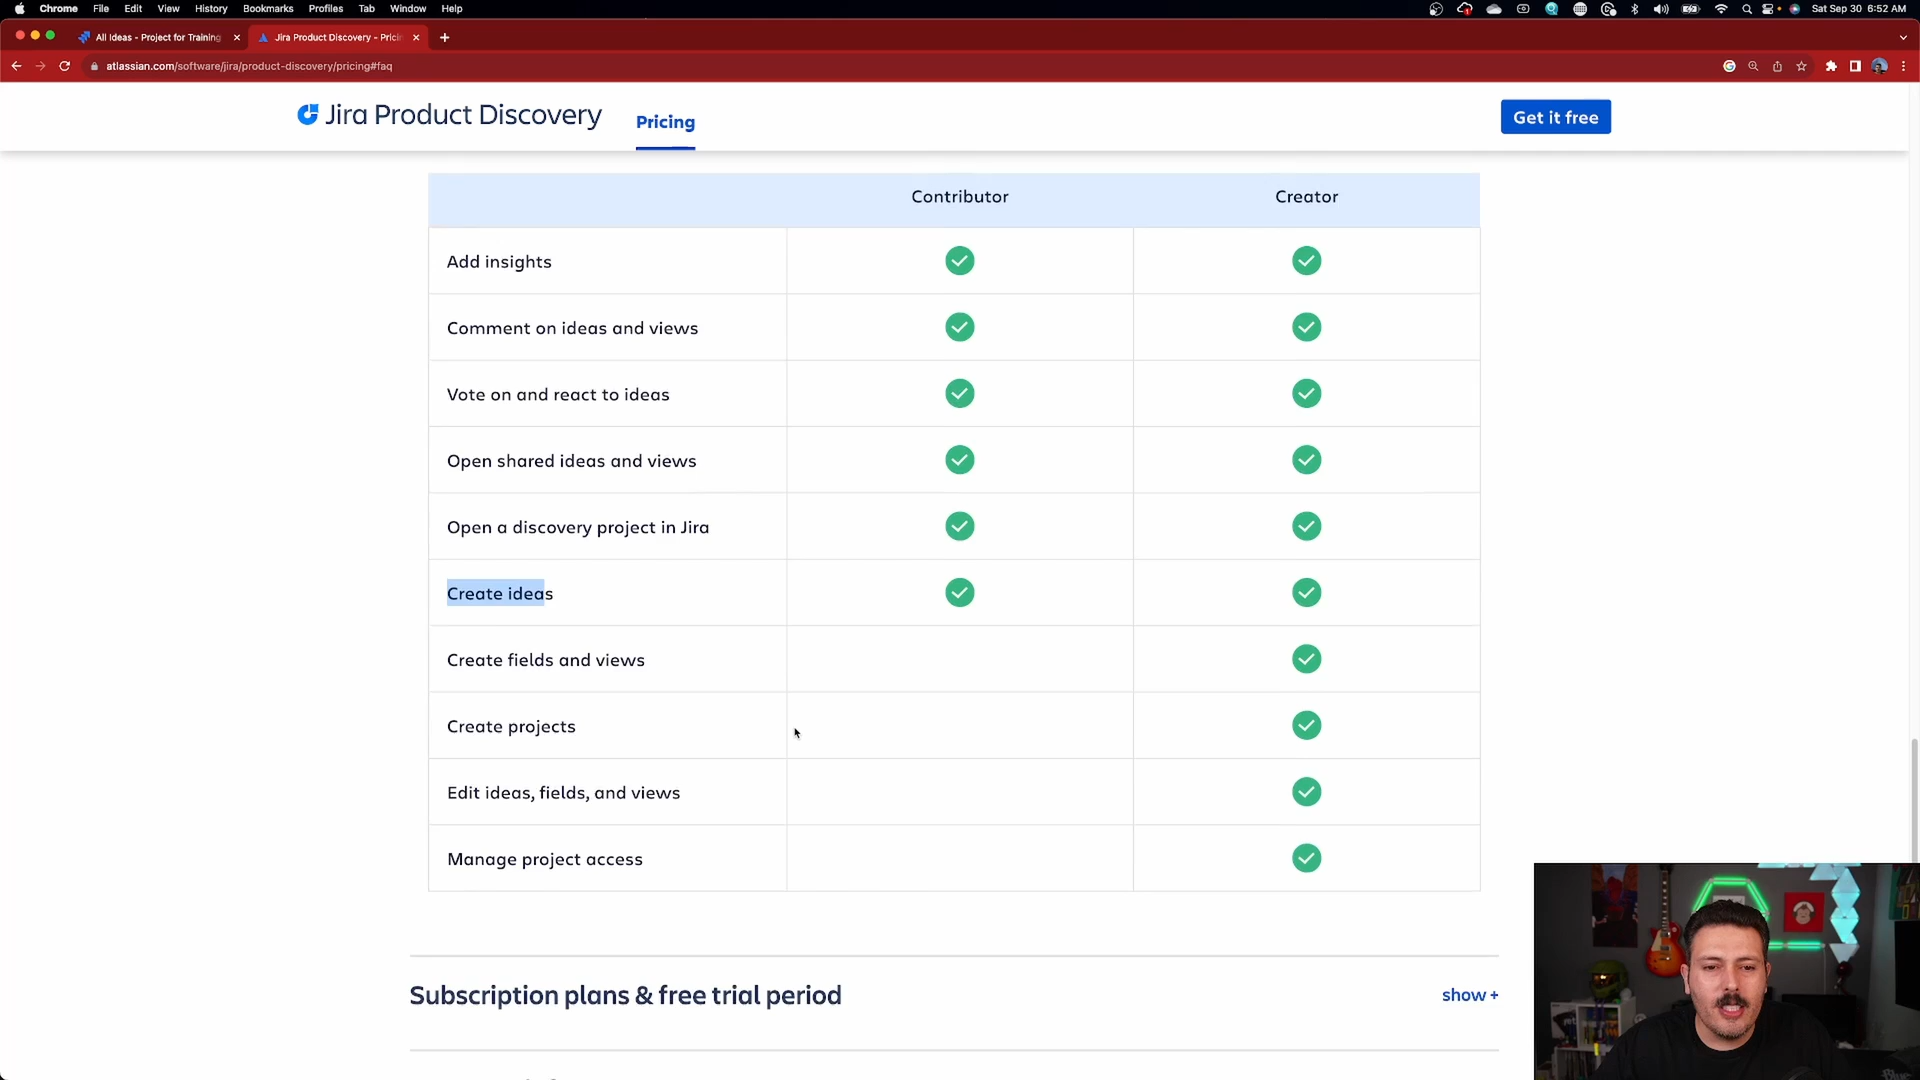 Chrome File Edit View History Bookmarks Profiles Tab Window Help
Sat Sep 30 6:52 AM
All Ideas - Project for Training
Jira Product Discovery - Prici
atlassian.com/software/jira/product-discovery/pricing#faq
Jira Product Discovery
Pricing
Get it free
Contributor Creator
Add insights
Comment on ideas and views
Vote on and react to ideas
Open shared ideas and views
Open a discovery project in Jira
Create ideas
Create fields and views
Create projects
Edit ideas, fields, and views
Manage project access
Subscription plans & free trial period
show +